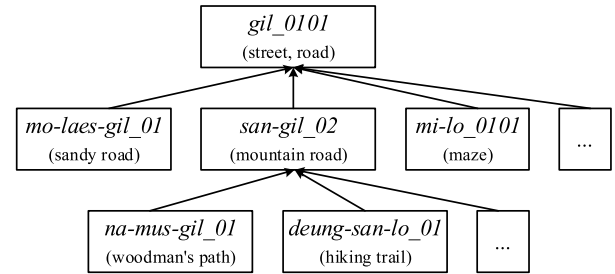 gil_0101
(street, road)
mo-laes-gil_01
(sandy road)
san-gil_02
(mountain road)
mi-lo_0101
(maze)
...
na-mus-gil_01
(woodman's path)
deung-san-lo_01
(hiking trail)
...